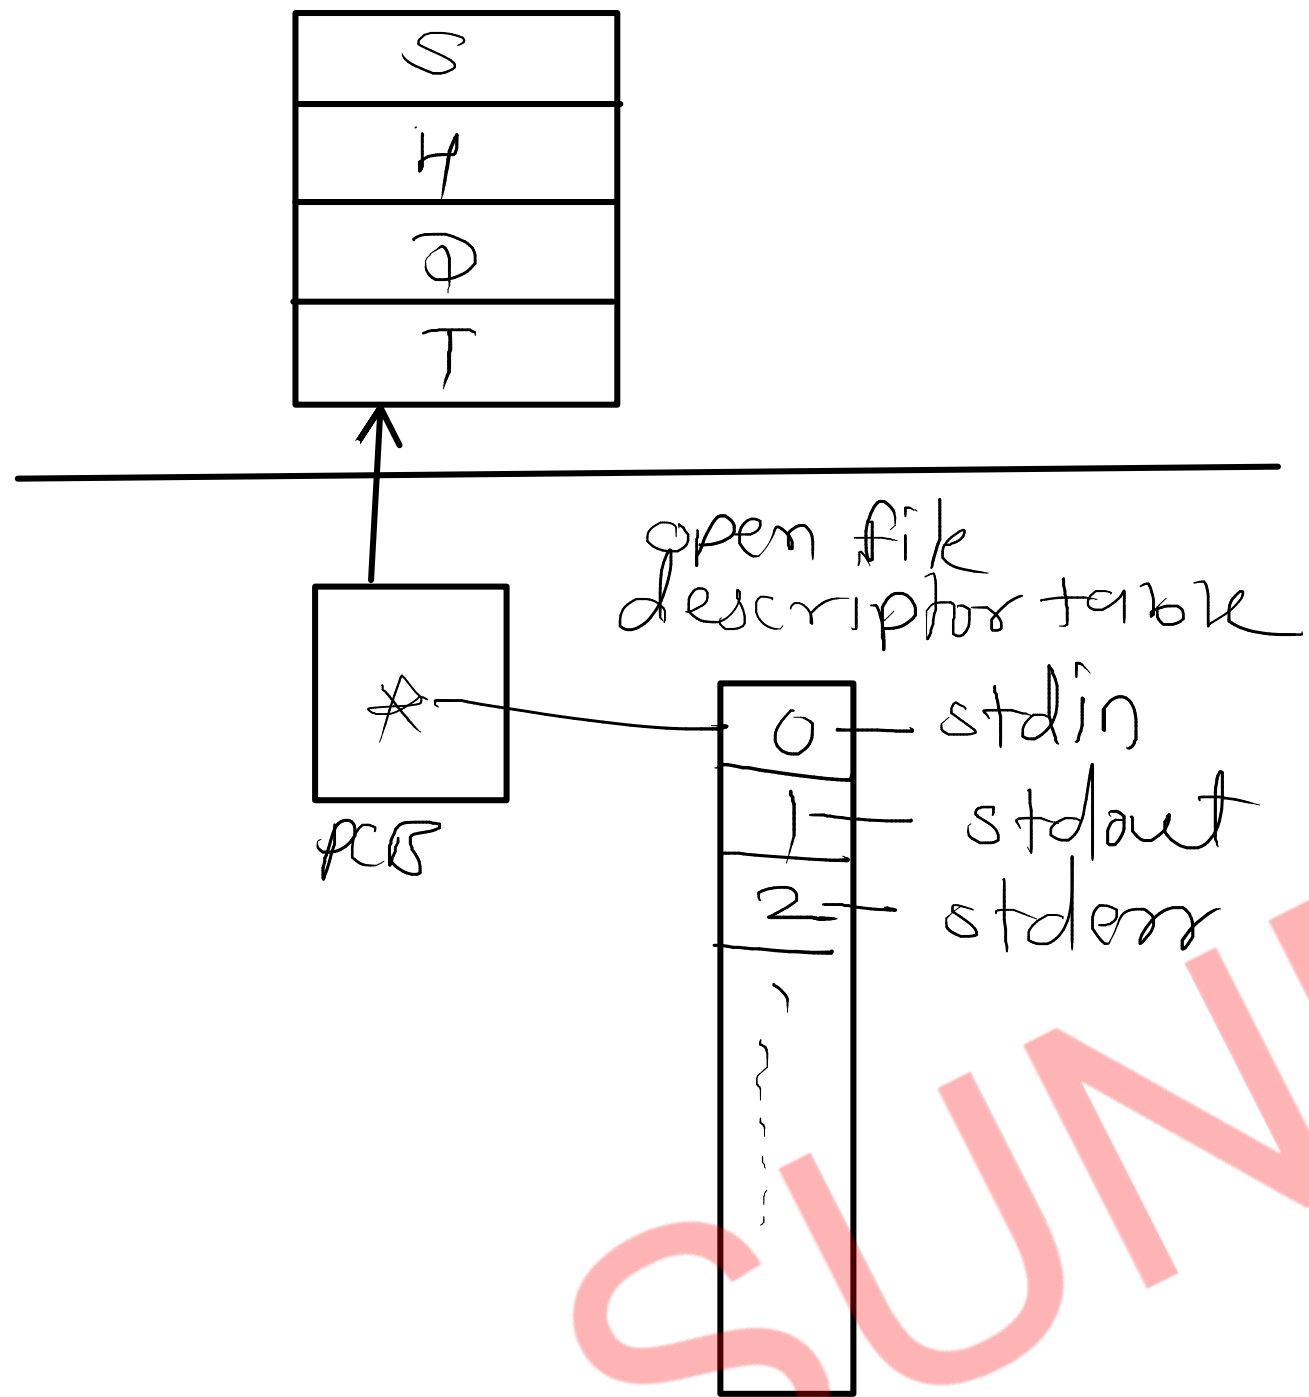 S
H
D
T
open file
descriptor table
0 stdin
1 stdout
2 stderr
PCB
SUN